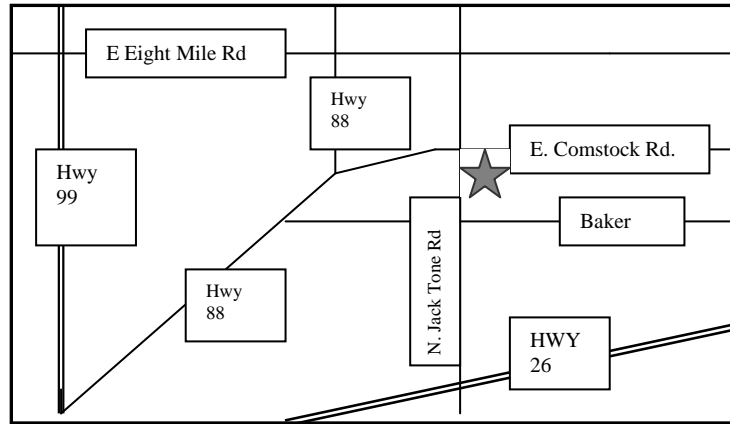 E Eight Mile Rd
Hwy
88
Hwy
99
E. Comstock Rd.
Baker
N. Jack Tone Rd
Hwy
88
HWY
26